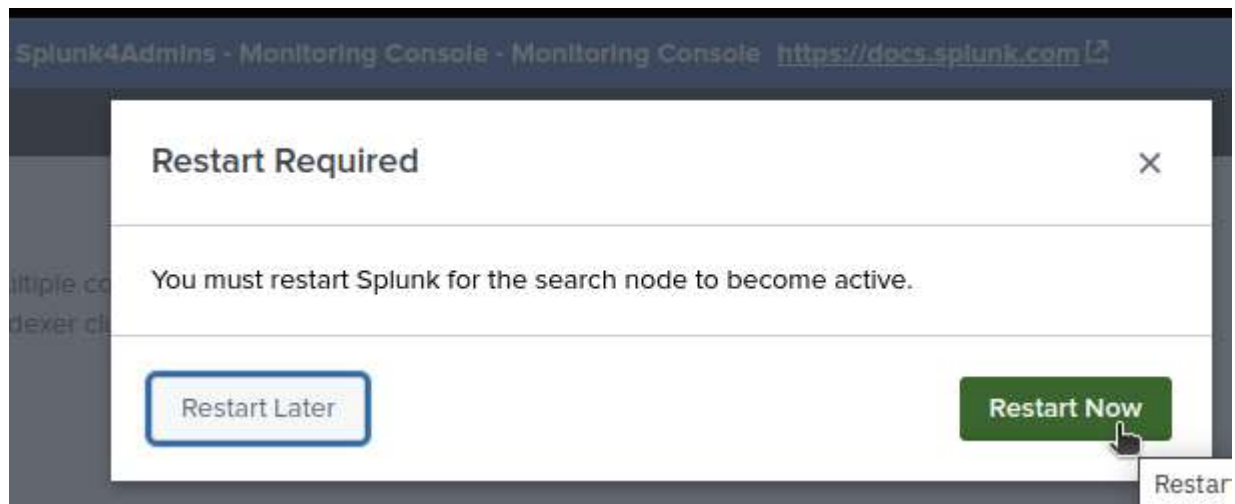 Splunk4Admins - Monitoring Console - Monitoring Console https://docs.splunk.com
Restart Required
You must restart Splunk for the search node to become active.
Restart Later
Restart Now